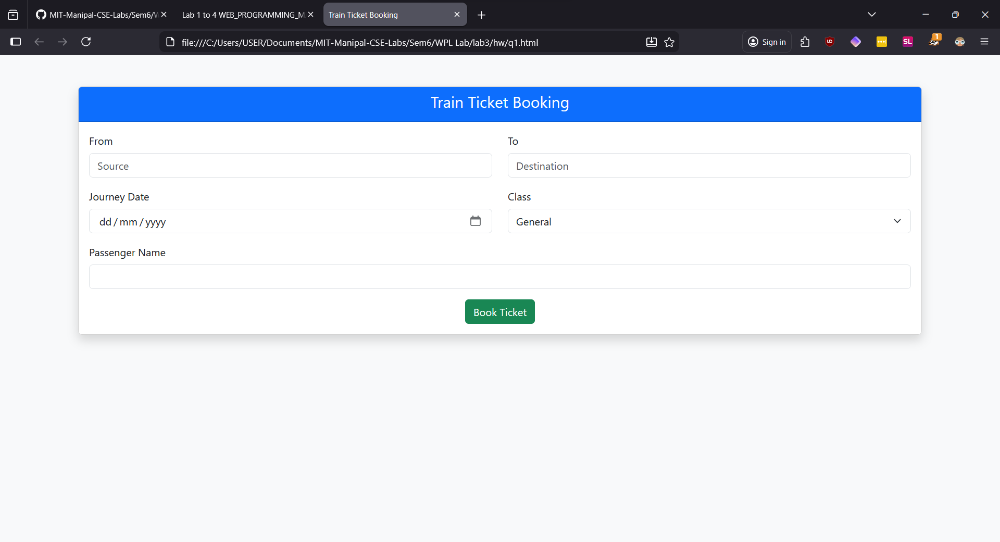 MIT-Manipal-CSE-Labs/Sem6/W
Lab 1 to 4 WEB_PROGRAMMING_M
Train Ticket Booking
file:///C:/Users/USER/Documents/MIT-Manipal-CSE-Labs/Sem6/WPL Lab/lab3/hw/q1.html
Sign in
UO
SL
1
Train Ticket Booking
From
To
Source
Destination
Journey Date
Class
dd/mm/yyyy
General
Passenger Name
Book Ticket